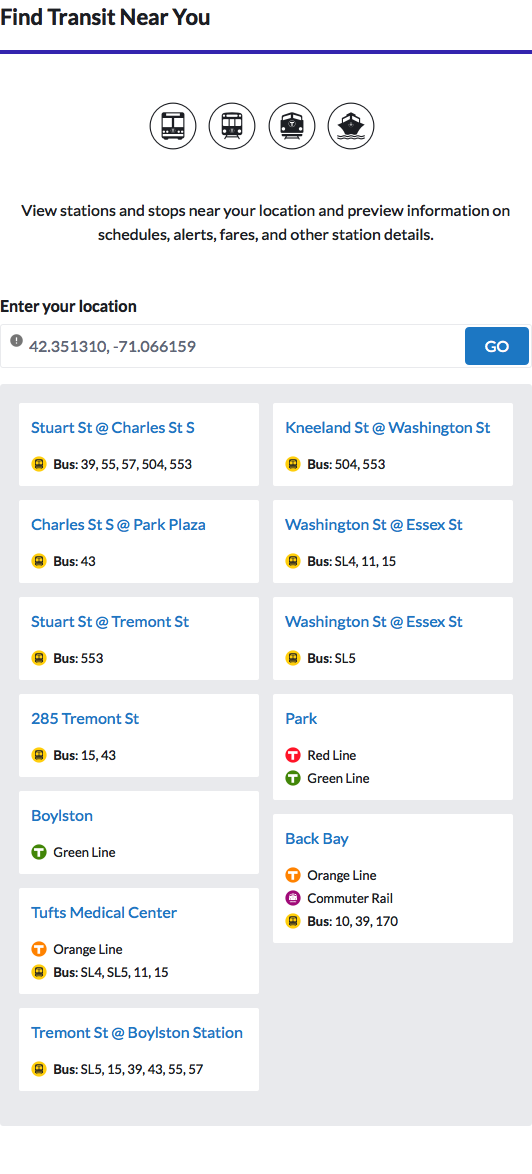 Find Transit Near You
View stations and stops near your location and preview information on
schedules, alerts, fares, and other station details.
Enter your location
42.351310, -71.066159
GO
Stuart St @ Charles St S
Bus: 39, 55, 57, 504, 553
Charles St S @ Park Plaza
Bus: 43
Stuart St @ Tremont St
Bus: 553
285 Tremont St
Bus: 15, 43
Boylston
T Green Line
Tufts Medical Center
T Orange Line
Bus: SL4, SL5, 11, 15
Tremont St @ Boylston Station
Bus: SL5, 15, 39, 43, 55, 57
Kneeland St @ Washington St
Bus: 504, 553
Washington St @ Essex St
Bus: SL4, 11, 15
Washington St @ Essex St
Bus: SL5
Park
T Red Line
T Green Line
Back Bay
T Orange Line
Commuter Rail
Bus: 10, 39, 170